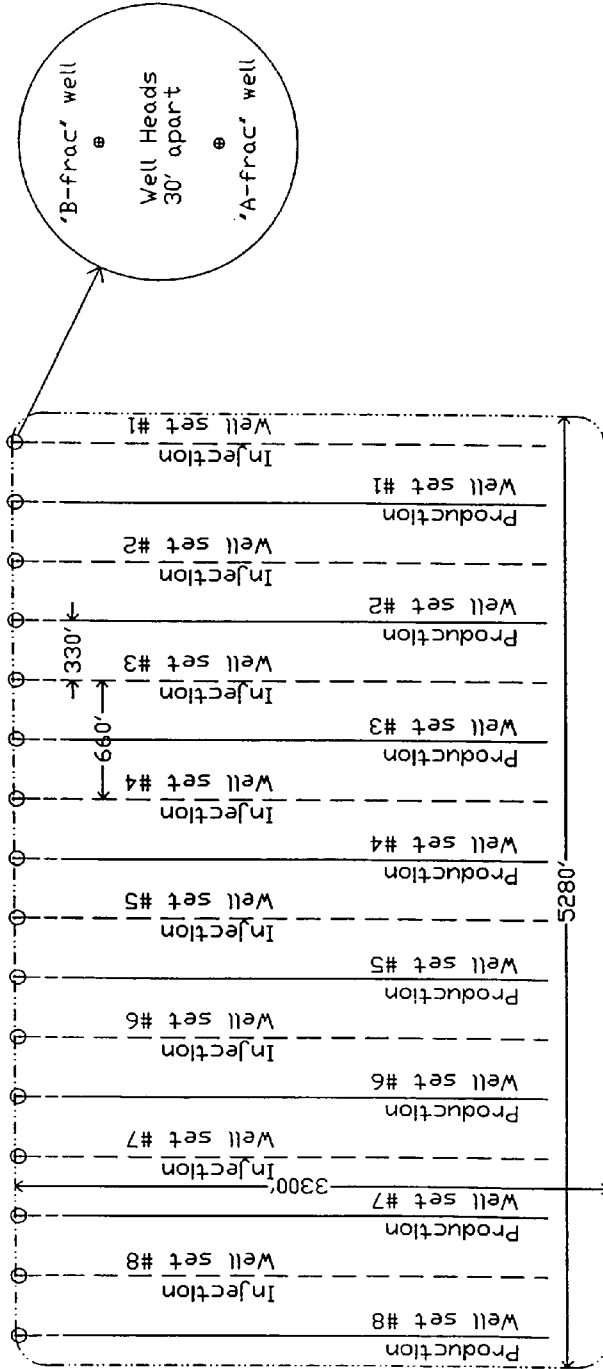 'B-frac' well
Well Heads
30' apart
'A-frac' well
Injection
Well set #1
Production
Well set #1
Injection
Well set #2
Production
Well set #2
330'
Injection
Well set #3
660'
Production
Well set #3
Injection
Well set #4
Production
Well set #4
5280'
Injection
Well set #5
Production
Well set #5
Injection
Well set #6
Production
Well set #6
Injection
Well set #7
3300'
Production
Well set #7
Injection
Well set #8
Production
Well set #8